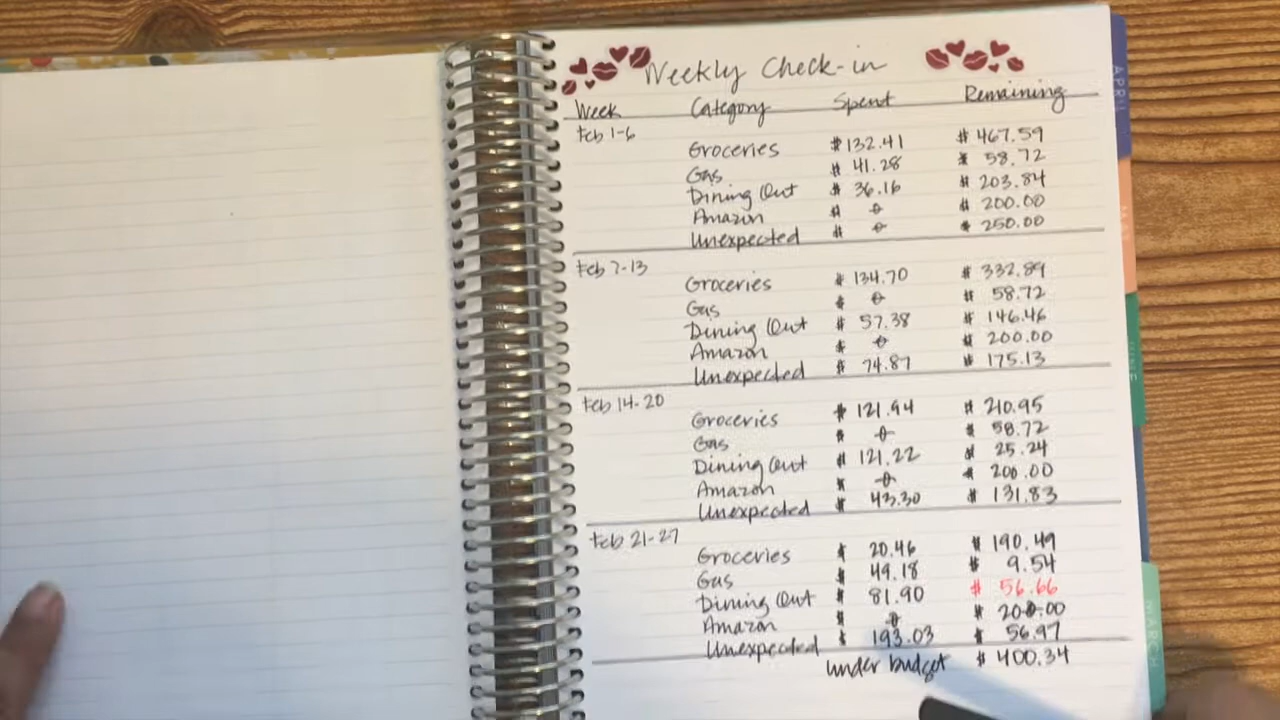 Weekly Check-in
Week Category Spent Remaining
Feb 1-6
Groceries $132.41 $467.59
Gas $41.28 $58.72
Dining Out $36.16 $203.84
Amazon $0 $200.00
Unexpected $0 $250.00
Feb 7-13
Groceries $134.70 $332.89
Gas $0 $58.72
Dining Out $57.38 $146.46
Amazon $0 $200.00
Unexpected $74.87 $175.13
Feb 14-20
Groceries $121.94 $210.95
Gas $0 $58.72
Dining Out $121.22 $25.24
Amazon $0 $200.00
Unexpected $43.30 $131.83
Feb 21-27
Groceries $20.46 $190.49
Gas $49.18 $9.54
Dining Out $81.90 $56.66
Amazon $0 $200.00
Unexpected $193.03 $56.97
under budget $400.34
APRIL
MAY
JUNE
MARCH